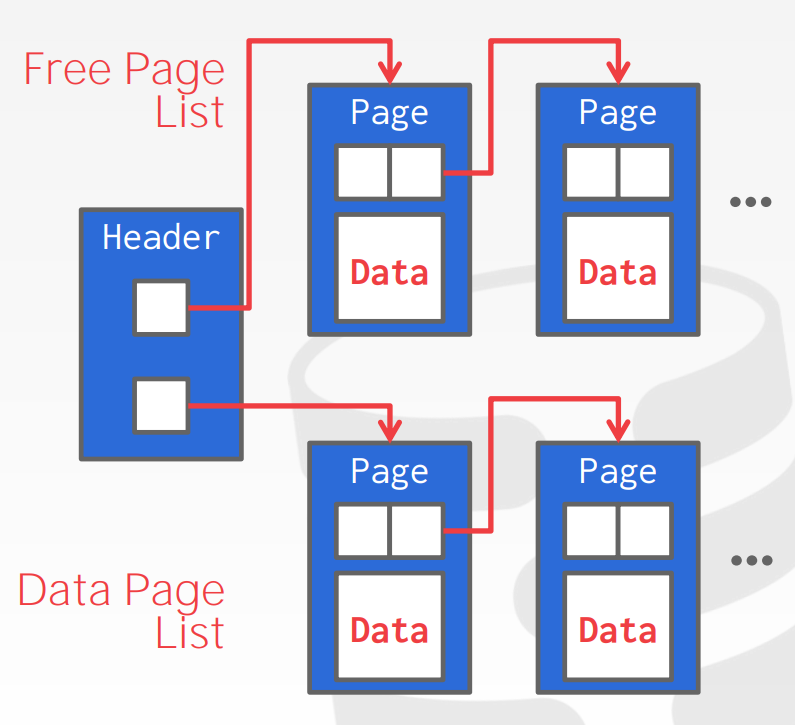 Free Page
List
Page
Page
Data
Data
...
Header
Data Page
List
Page
Page
Data
Data
...